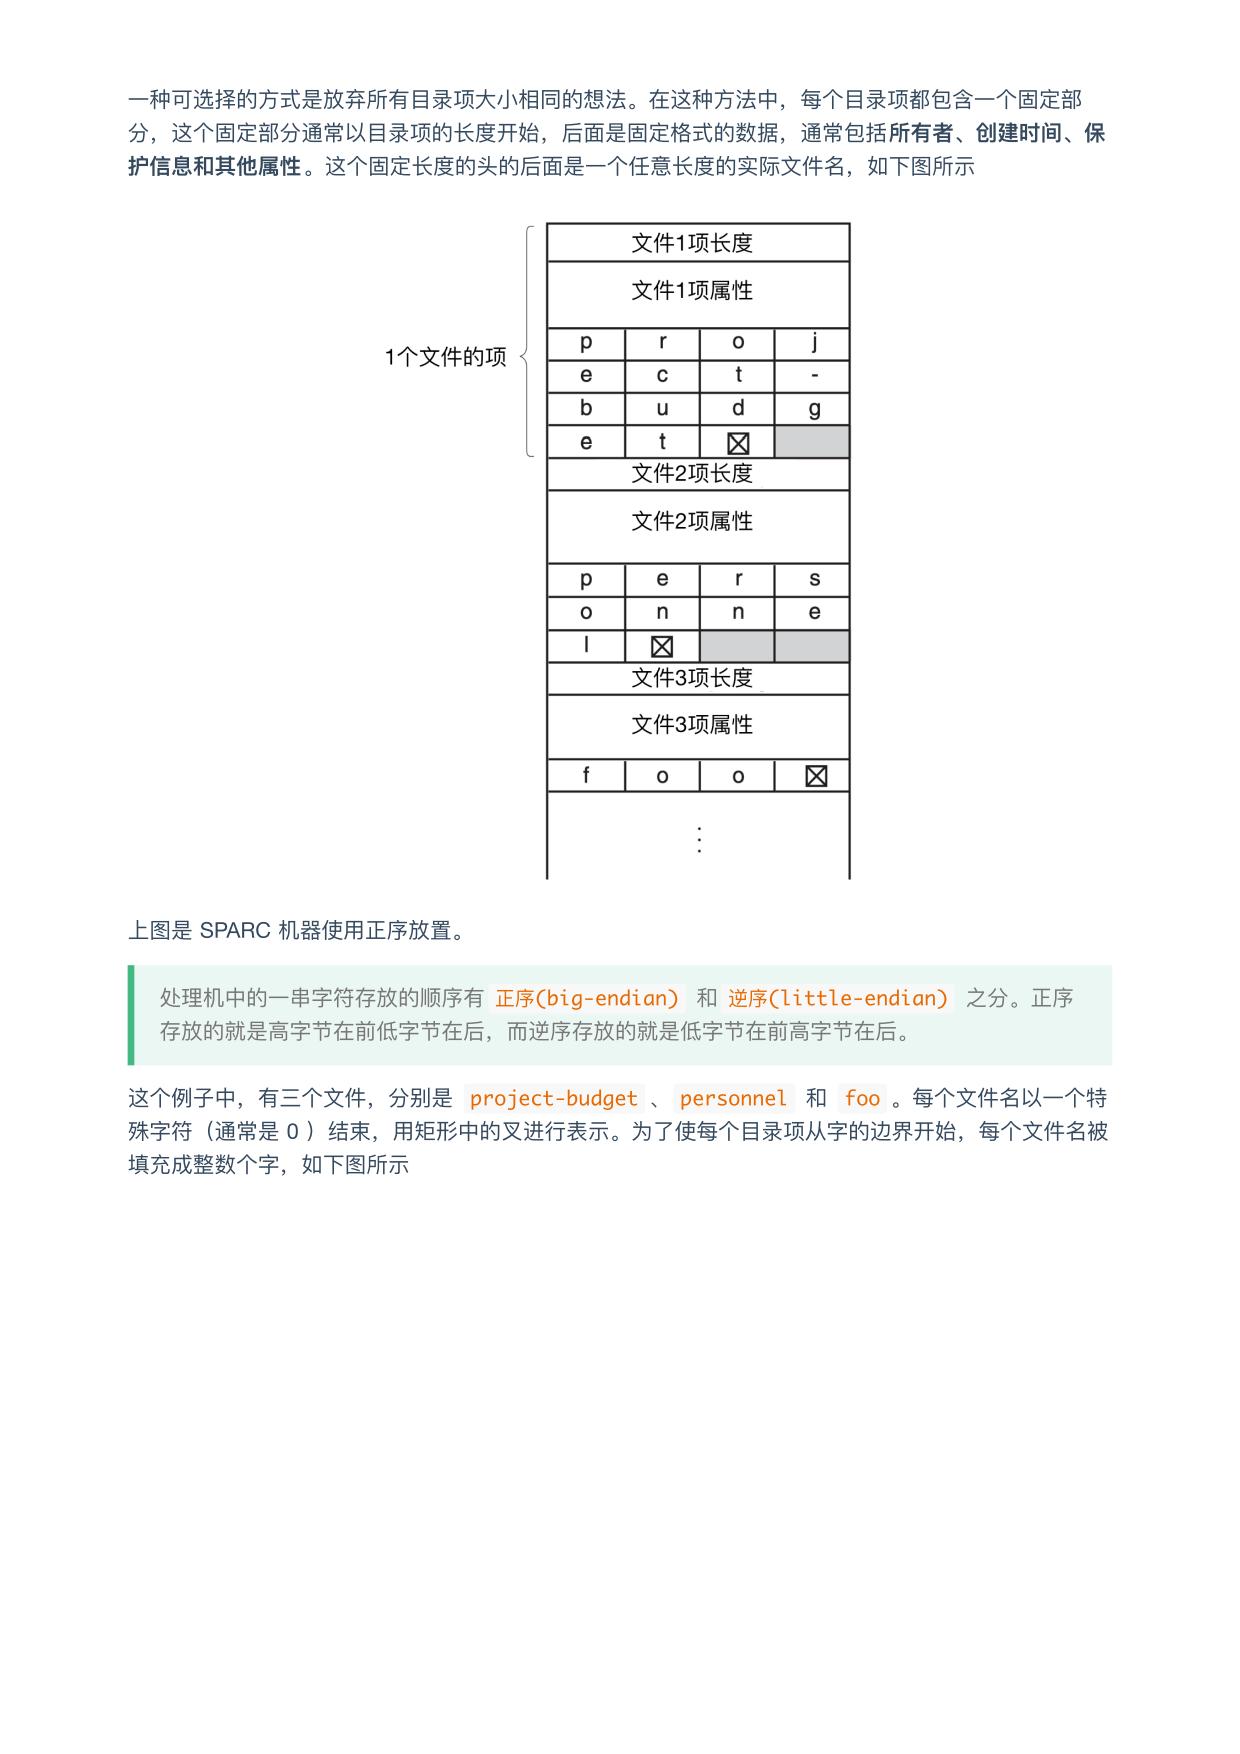 一种可选择的方式是放弃所有目录项大小相同的想法。在这种方法中，每个目录项都包含一个固定部
分，这个固定部分通常以目录项的长度开始，后面是固定格式的数据，通常包括所有者、创建时间、保
护信息和其他属性。这个固定长度的头的后面是一个任意长度的实际文件名，如下图所示
文件1项长度
文件1项属性
1个文件的项
p r o j
e c t -
b u d g
e t
文件2项长度
文件2项属性
p e r s
o n n e
l
文件3项长度
文件3项属性
f o o
⋮
上图是 SPARC 机器使用正序放置。
处理机中的一串字符存放的顺序有 正序(big-endian) 和 逆序(little-endian) 之分。正序
存放的就是高字节在前低字节在后，而逆序存放的就是低字节在前高字节在后。
这个例子中，有三个文件，分别是 project-budget 、 personnel 和 foo 。每个文件名以一个特
殊字符（通常是 0 ）结束，用矩形中的叉进行表示。为了使每个目录项从字的边界开始，每个文件名被
填充成整数个字，如下图所示